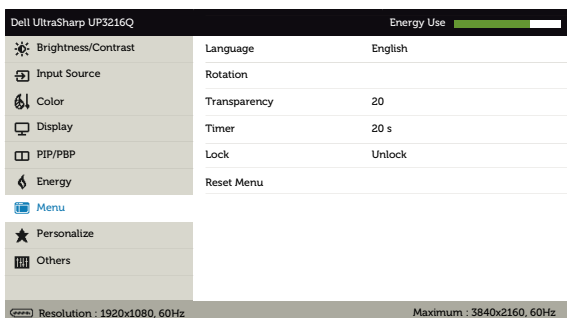 Dell UltraSharp UP3216Q Energy Use
Brightness/Contrast
Input Source
Color
Display
PIP/PBP
Energy
Menu
Personalize
Others
Language English
Rotation
Transparency 20
Timer 20 s
Lock Unlock
Reset Menu
Resolution : 1920x1080, 60Hz Maximum : 3840x2160, 60Hz